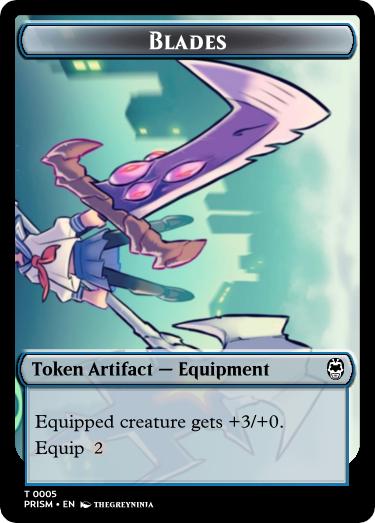 BLADES
Token Artifact — Equipment
Equipped creature gets +3/+0.
Equip 2
T 0005
PRISM • EN THEGREYNINJA